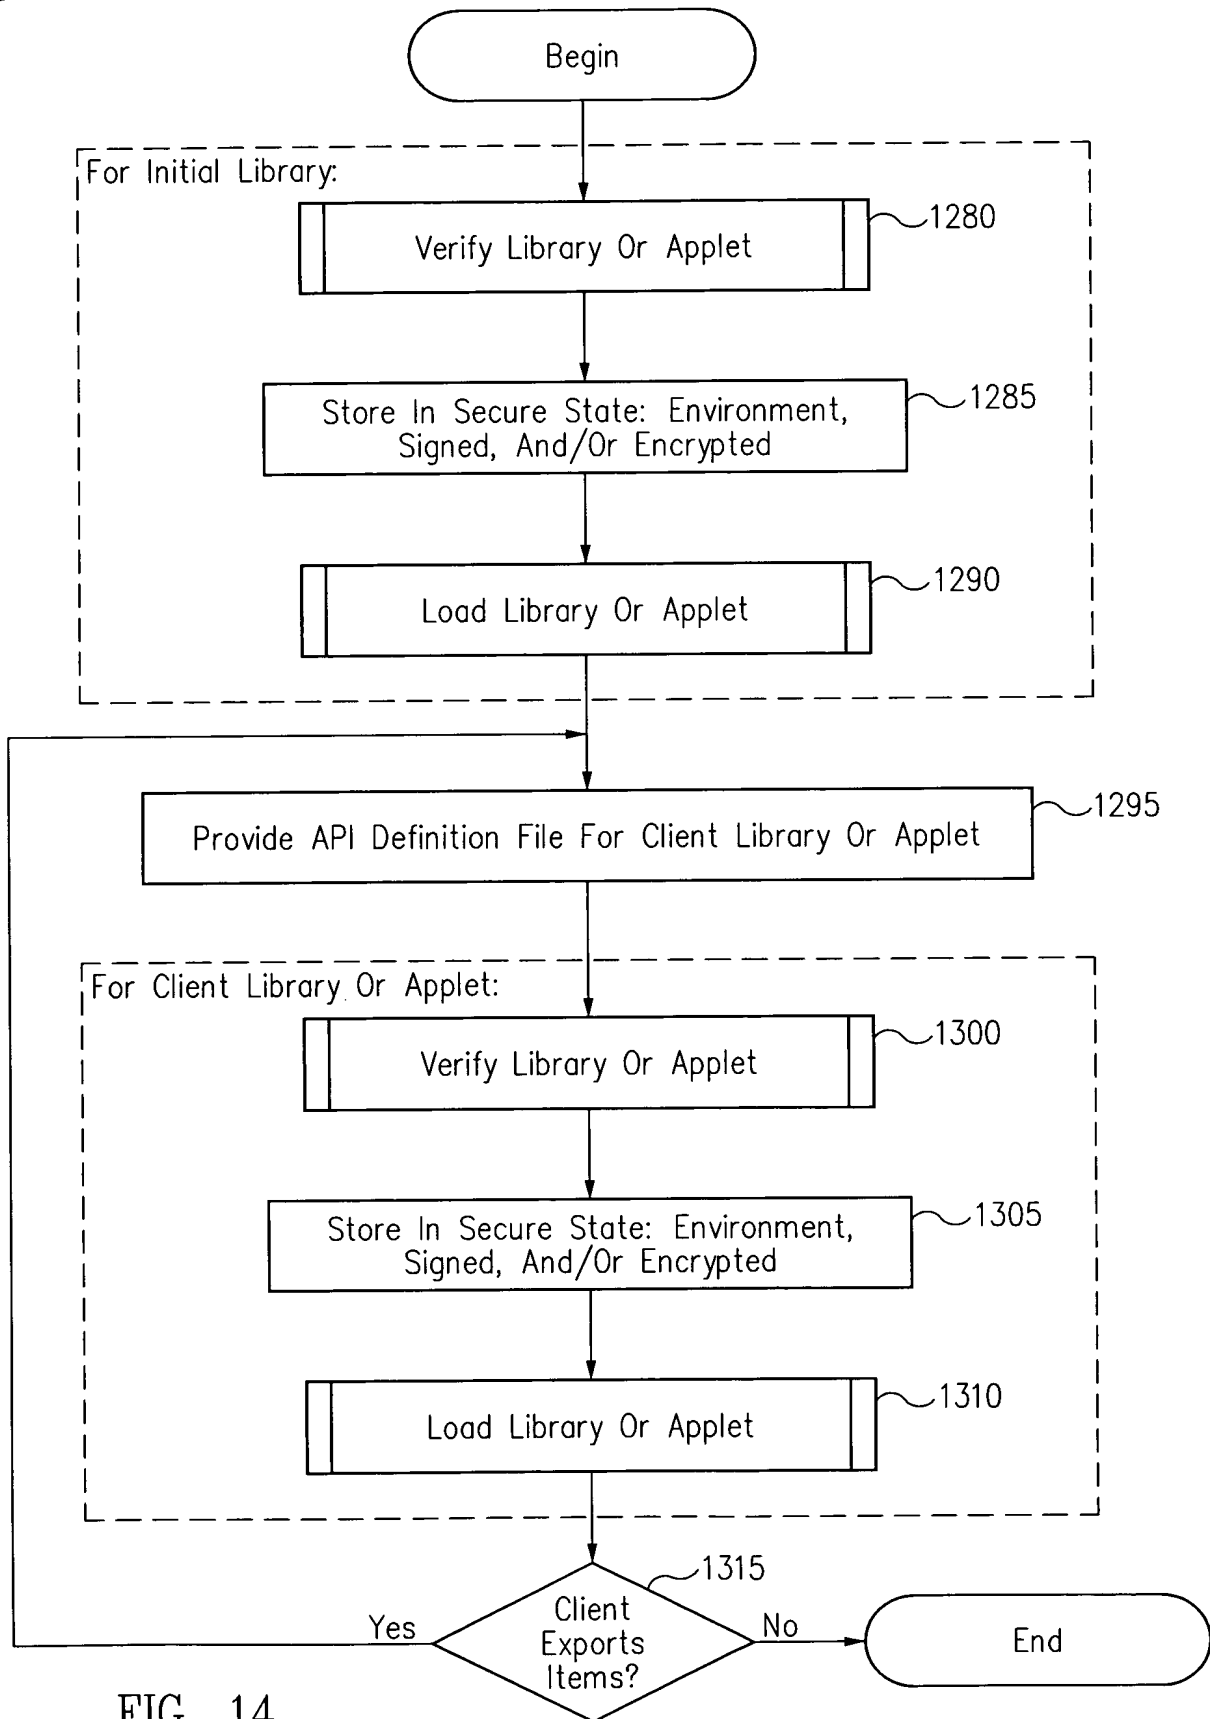 Begin
For Initial Library:
Verify Library Or Applet
1280
Store In Secure State: Environment,
Signed, And/Or Encrypted
1285
Load Library Or Applet
1290
Provide API Definition File For Client Library Or Applet
1295
For Client Library Or Applet:
Verify Library Or Applet
1300
Store In Secure State: Environment,
Signed, And/Or Encrypted
1305
Load Library Or Applet
1310
1315
Client
Exports
Items?
Yes
No
End
FIG. 14